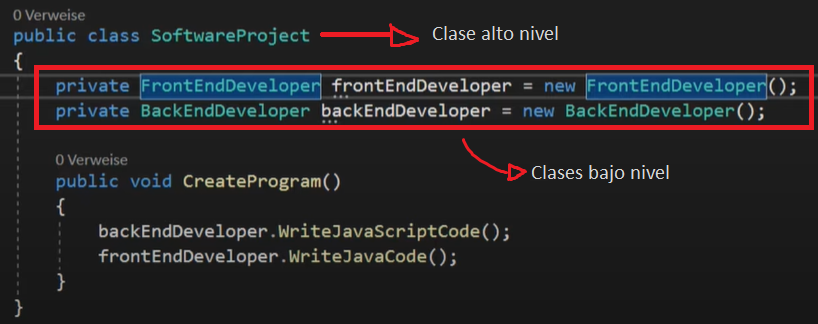 0 Verweise
public class SoftwareProject Clase alto nivel
{
private FrontEndDeveloper frontEndDeveloper = new FrontEndDeveloper();
private BackEndDeveloper backEndDeveloper = new BackEndDeveloper();
Clases bajo nivel
0 Verweise
public void CreateProgram()
{
backEndDeveloper.WriteJavaScriptCode();
frontEndDeveloper.WriteJavaCode();
}
}